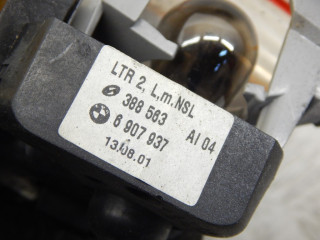 LTR 2, L,m.NSL
388 563
6 907 937 AI 04
13.08.01